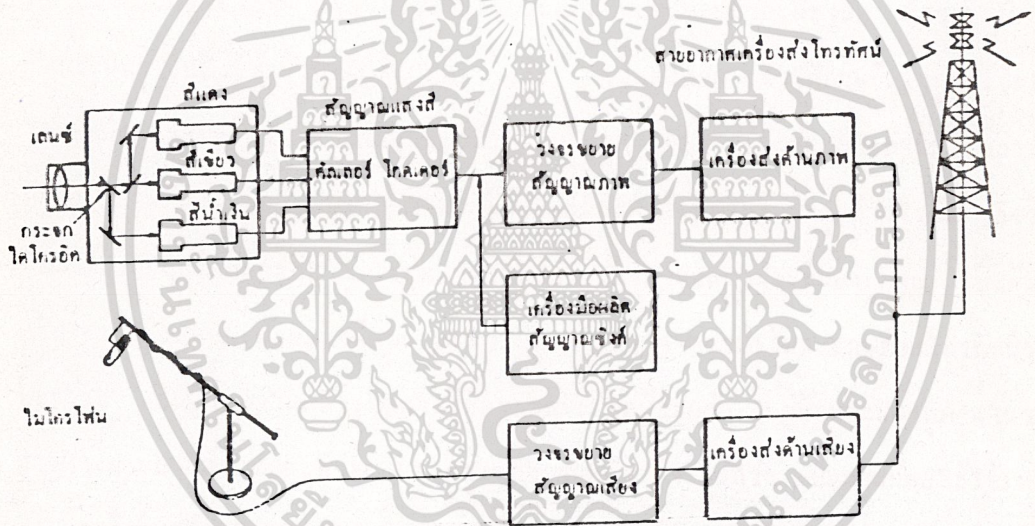 สายอากาศเครื่องส่งโทรทัศน์
สีแดง
สัญญาณแสงสี
เลนซ์
สีเขียว
คัลเลอร์ โคดเดอร์
วงจรขยาย
สัญญาณภาพ
เครื่องส่งด้านภาพ
สีน้ำเงิน
กระจก
ไดโครอิค
เครื่องมือผลิต
สัญญาณซิงค์
ไมโครโฟน
วงจรขยาย
สัญญาณเสียง
เครื่องส่งด้านเสียง